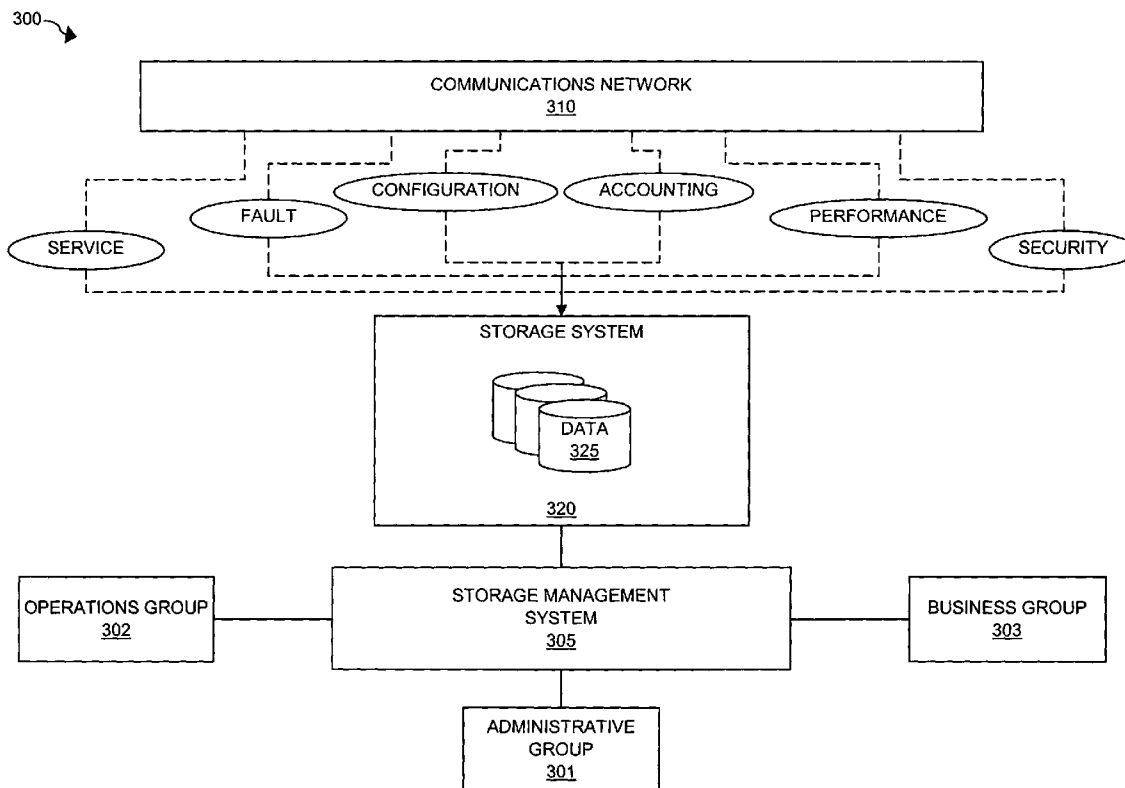 300
COMMUNICATIONS NETWORK
310
CONFIGURATION
ACCOUNTING
FAULT
PERFORMANCE
SERVICE
SECURITY
STORAGE SYSTEM
DATA
325
320
OPERATIONS GROUP
302
STORAGE MANAGEMENT
SYSTEM
305
BUSINESS GROUP
303
ADMINISTRATIVE
GROUP
301